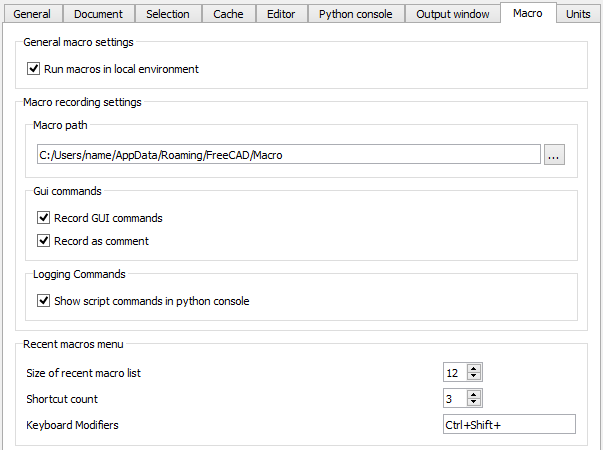 General Document Selection Cache Editor Python console Output window Macro Units
General macro settings
Run macros in local environment
Macro recording settings
Macro path
C:/Users/name/AppData/Roaming/FreeCAD/Macro ...
Gui commands
Record GUI commands
Record as comment
Logging Commands
Show script commands in python console
Recent macros menu
Size of recent macro list 12
Shortcut count 3
Keyboard Modifiers Ctrl+Shift+